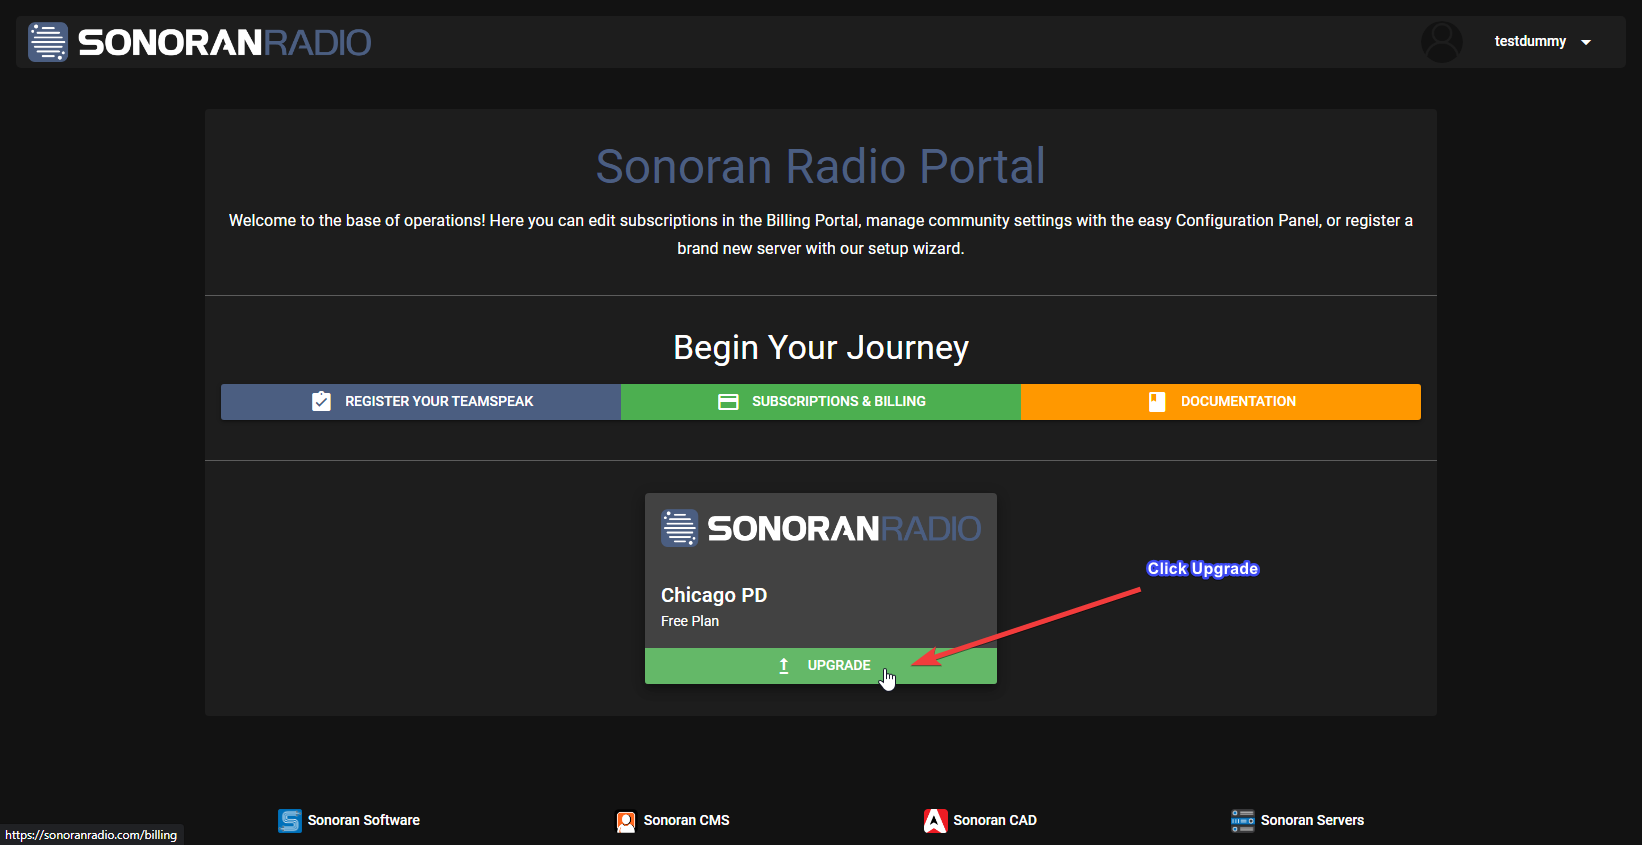 SONORANRADIO
testdummy
Sonoran Radio Portal
Welcome to the base of operations! Here you can edit subscriptions in the Billing Portal, manage community settings with the easy Configuration Panel, or register a
brand new server with our setup wizard.
Begin Your Journey
REGISTER YOUR TEAMSPEAK
SUBSCRIPTIONS & BILLING
DOCUMENTATION
SONORANRADIO
Click Upgrade
Chicago PD
Free Plan
UPGRADE
Sonoran Software
Sonoran CMS
Sonoran CAD
Sonoran Servers
https://sonoranradio.com/billing